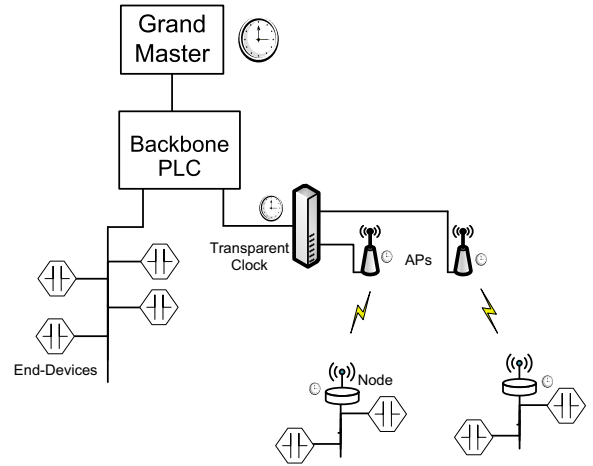 Grand
Master
Backbone
PLC
Transparent
Clock
APs
End-Devices
Node